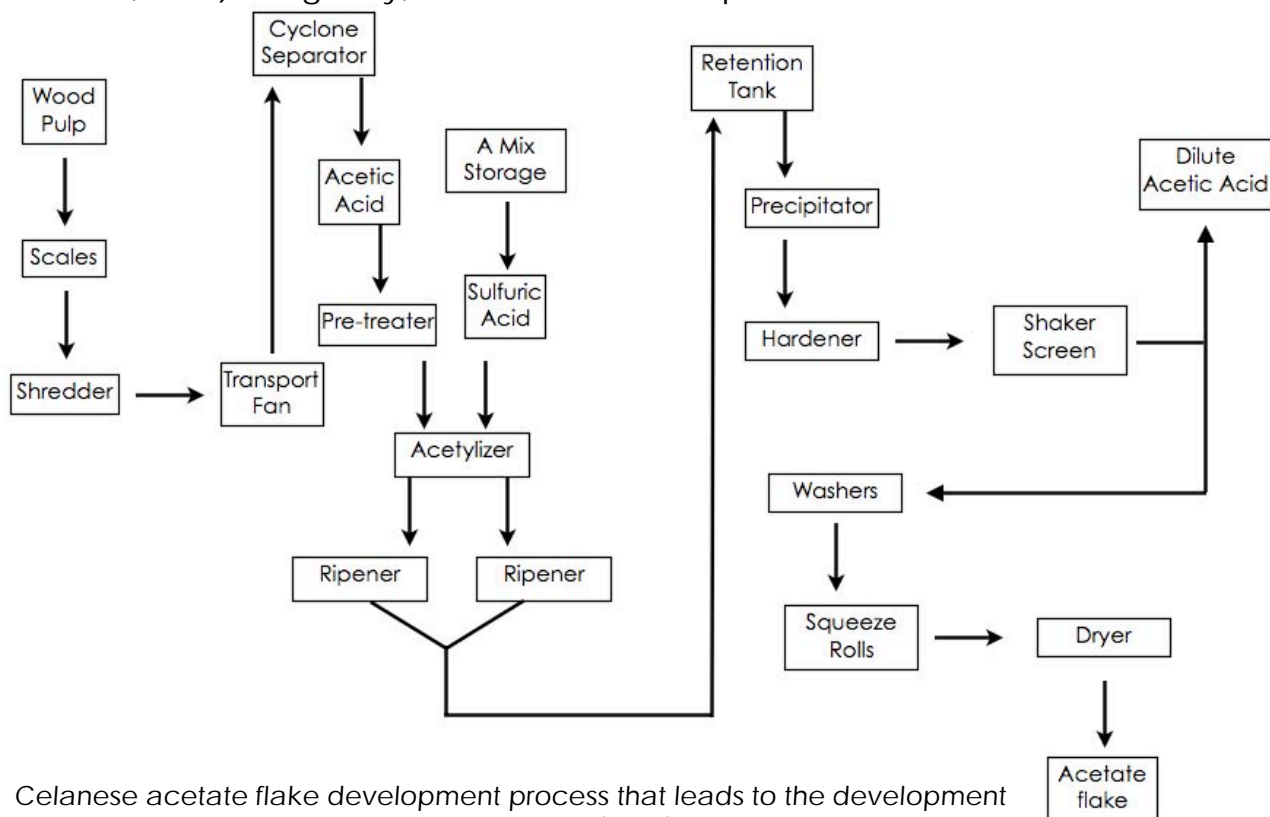 Cyclone
Separator
Wood
Pulp
Scales
Shredder
Transport
Fan
Acetic
Acid
Pre-treater
A Mix
Storage
Sulfuric
Acid
Acetylizer
Ripener
Ripener
Retention
Tank
Precipitator
Hardener
Shaker
Screen
Dilute
Acetic Acid
Washers
Squeeze
Rolls
Dryer
Acetate
flake
Celanese acetate flake development process that leads to the development